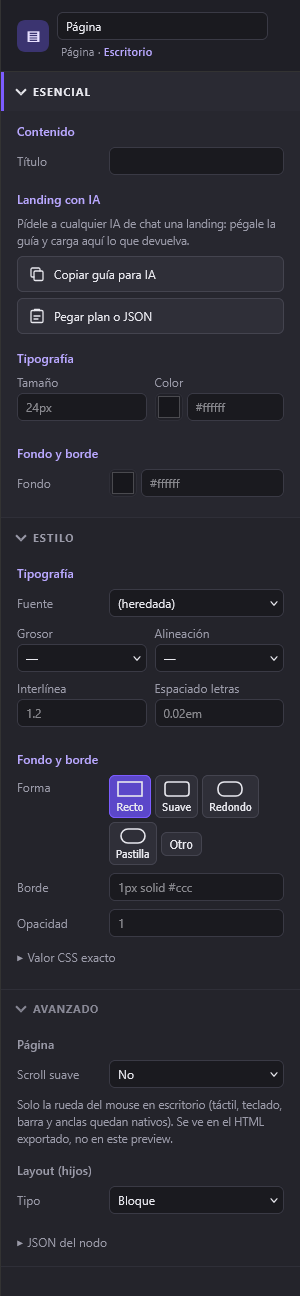 Página
Página · Escritorio
ESENCIAL
Contenido
Título
Landing con IA
Pídele a cualquier IA de chat una landing: pégale la
guía y carga aquí lo que devuelva.
Copiar guía para IA
Pegar plan o JSON
Tipografía
Tamaño Color
24px #ffffff
Fondo y borde
Fondo #ffffff
ESTILO
Tipografía
Fuente (heredada)
Grosor Alineación
— —
Interlínea Espaciado letras
1.2 0.02em
Fondo y borde
Forma
Recto Suave Redondo
Pastilla Otro
Borde 1px solid #ccc
Opacidad 1
▸ Valor CSS exacto
AVANZADO
Página
Scroll suave No
Solo la rueda del mouse en escritorio (táctil, teclado,
barra y anclas quedan nativos). Se ve en el HTML
exportado, no en este preview.
Layout (hijos)
Tipo Bloque
▸ JSON del nodo